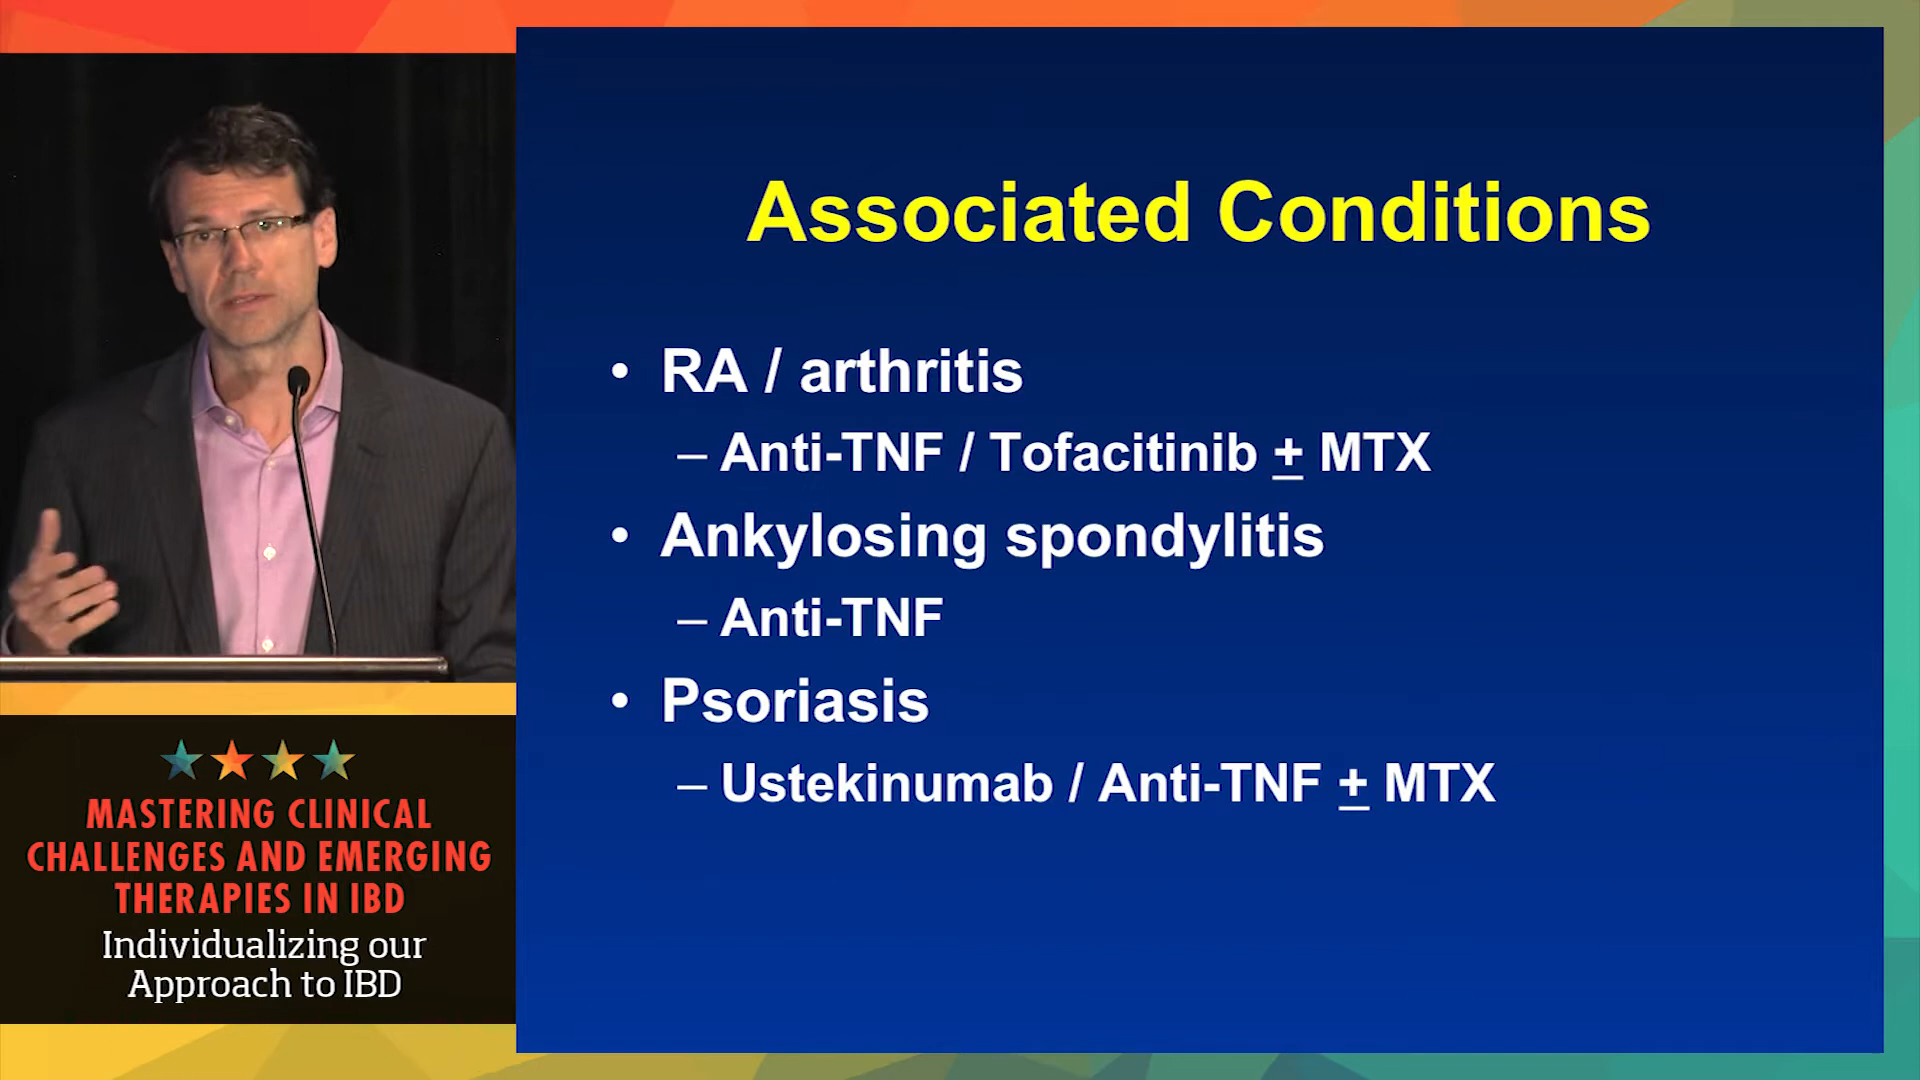 Associated Conditions
• RA / arthritis
– Anti-TNF / Tofacitinib ± MTX
• Ankylosing spondylitis
– Anti-TNF
• Psoriasis
– Ustekinumab / Anti-TNF ± MTX
MASTERING CLINICAL
CHALLENGES AND EMERGING
THERAPIES IN IBD
Individualizing our
Approach to IBD